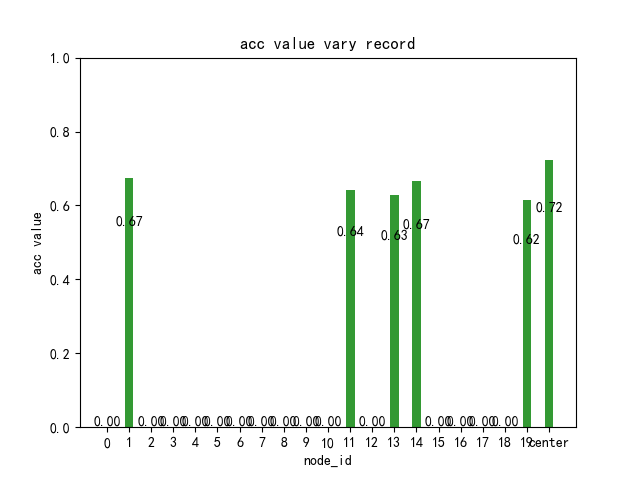 acc value vary record
1.0
0.8
0.6
0.4
0.2
0.0
acc value
0.00 0.67 0.00 0.00 0.00 0.00 0.00 0.00 0.00 0.00 0.00 0.64 0.00 0.63 0.67 0.00 0.00 0.00 0.00 0.62 0.72
0 1 2 3 4 5 6 7 8 9 10 11 12 13 14 15 16 17 18 19 center
node_id